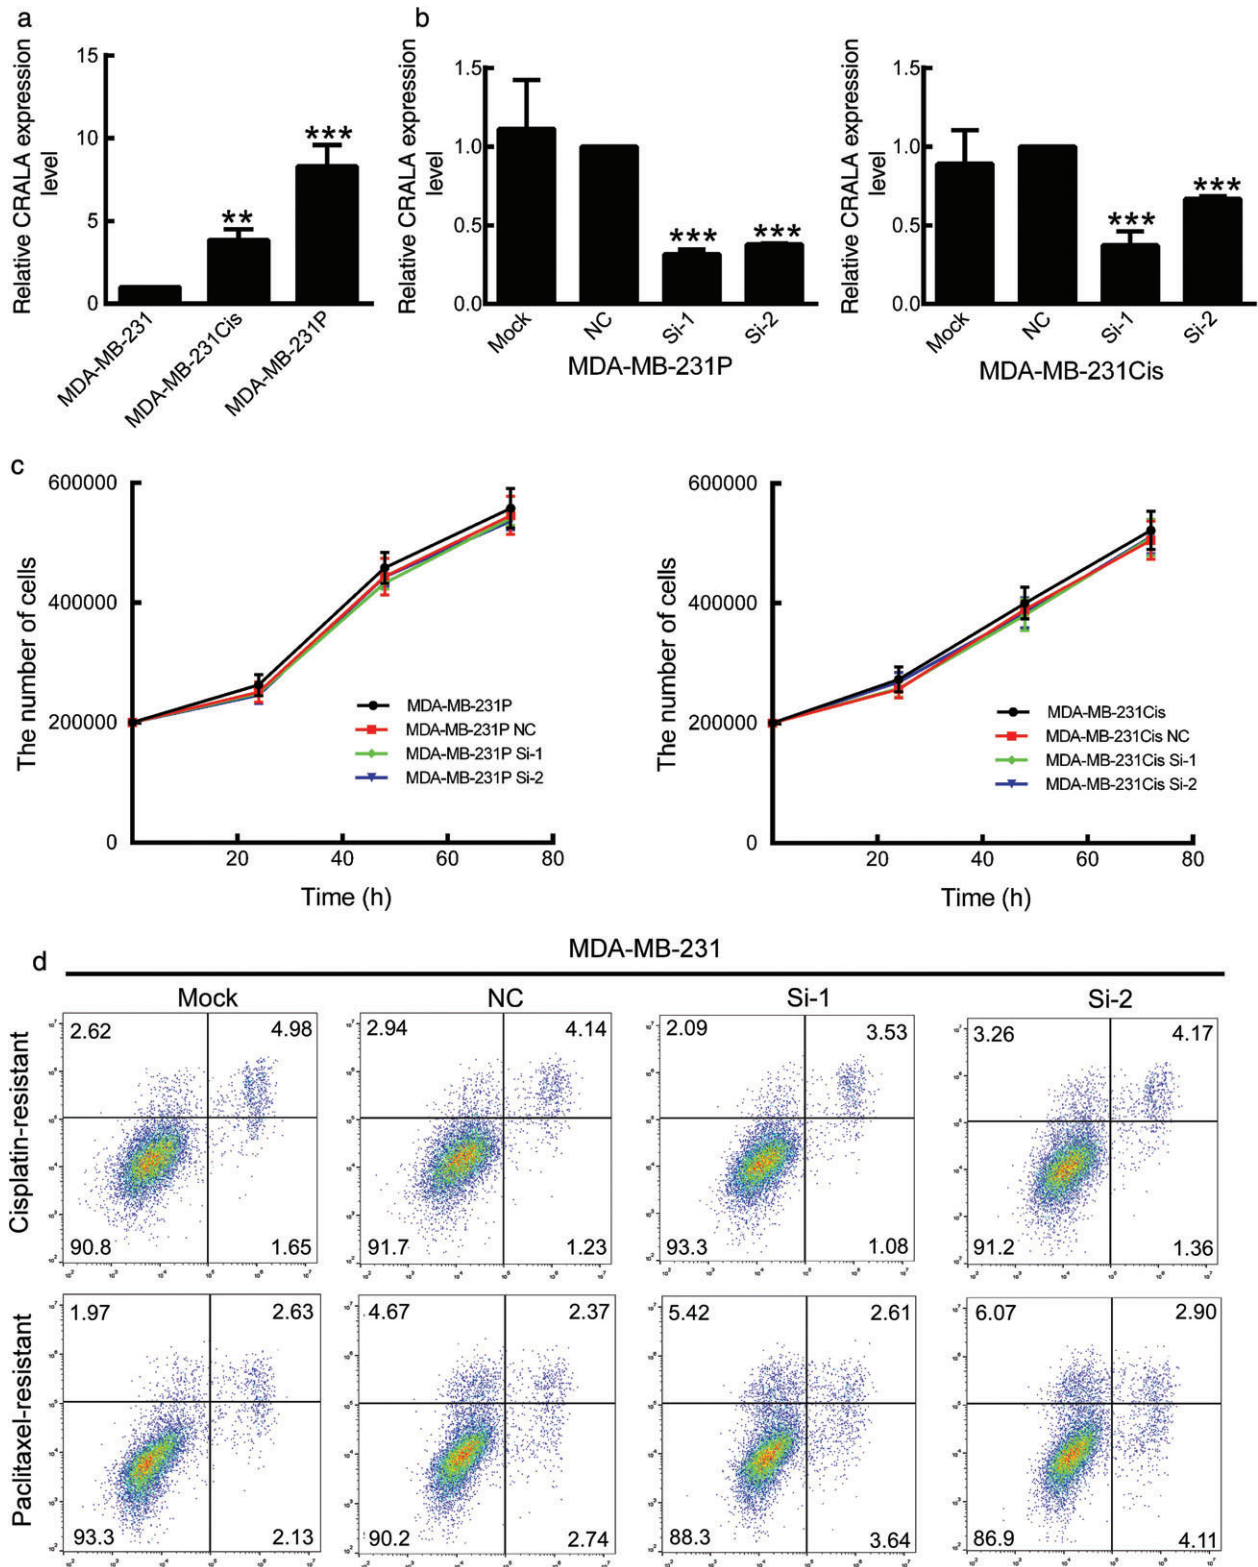 a
15
10
5
0
Relative CRALA expression
level
**
***
MDA-MB-231
MDA-MB-231Cis
MDA-MB-231P
b
1.5
1.0
0.5
0.0
Relative CRALA expression
level
***
***
Mock
NC
Si-1
Si-2
MDA-MB-231P
1.5
1.0
0.5
0.0
Relative CRALA expression
level
***
***
Mock
NC
Si-1
Si-2
MDA-MB-231Cis
c
600000
400000
200000
0
The number of cells
MDA-MB-231P
MDA-MB-231P NC
MDA-MB-231P Si-1
MDA-MB-231P Si-2
20 40 60 80
Time (h)
600000
400000
200000
0
The number of cells
MDA-MB-231Cis
MDA-MB-231Cis NC
MDA-MB-231Cis Si-1
MDA-MB-231Cis Si-2
20 40 60 80
Time (h)
d
MDA-MB-231
Mock NC Si-1 Si-2
Cisplatin-resistant
2.62 4.98
90.8 1.65
2.94 4.14
91.7 1.23
2.09 3.53
93.3 1.08
3.26 4.17
91.2 1.36
Paclitaxel-resistant
1.97 2.63
93.3 2.13
4.67 2.37
90.2 2.74
5.42 2.61
88.3 3.64
6.07 2.90
86.9 4.11